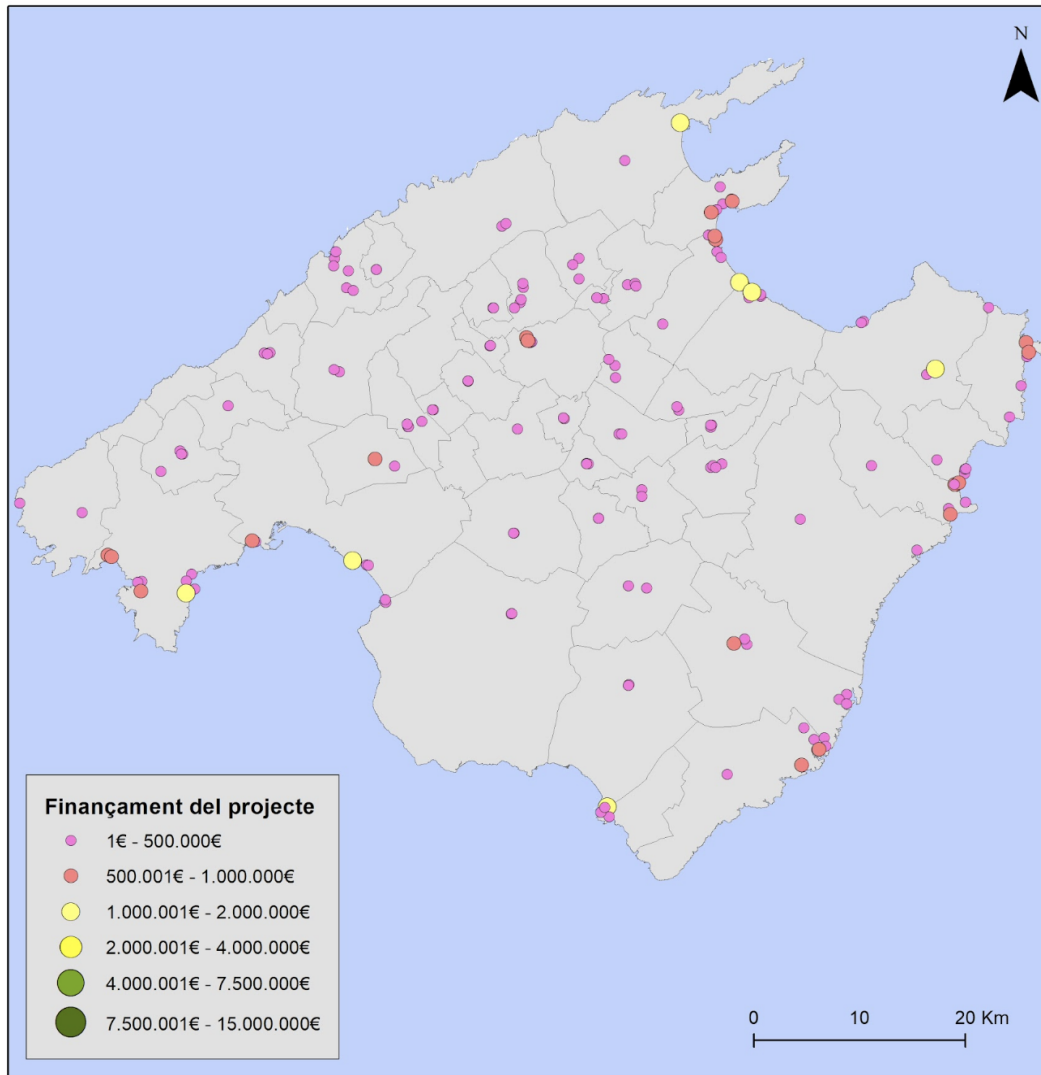 N
Finançament del projecte
1€ - 500.000€
500.001€ - 1.000.000€
1.000.001€ - 2.000.000€
2.000.001€ - 4.000.000€
4.000.001€ - 7.500.000€
7.500.001€ - 15.000.000€
0 10 20 Km